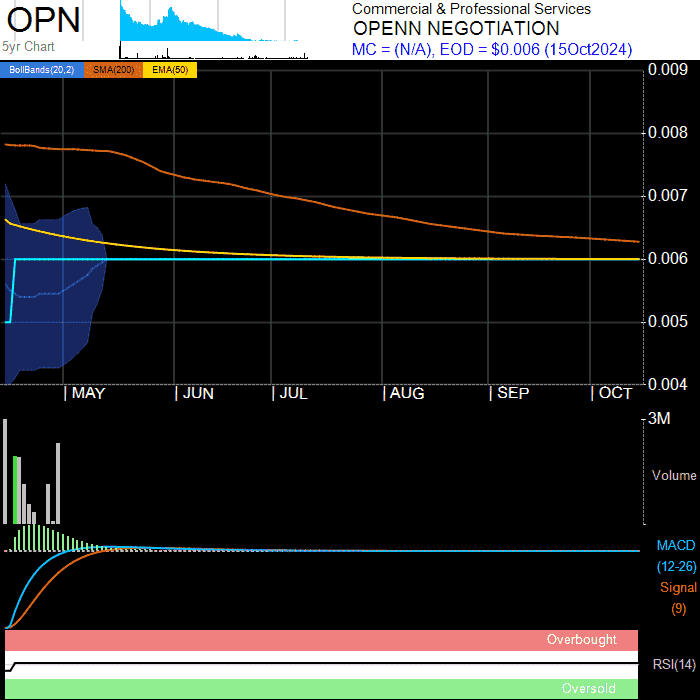 OPN
5yr Chart
Commercial & Professional Services
OPENN NEGOTIATION
MC = (N/A), EOD = $0.006 (15Oct2024)
BollBands(20,2) SMA(200) EMA(50)
0.009
0.008
0.007
0.006
0.005
0.004
MAY JUN JUL AUG SEP OCT
3M
Volume
MACD
(12-26)
Signal
(9)
Overbought
RSI(14)
Oversold